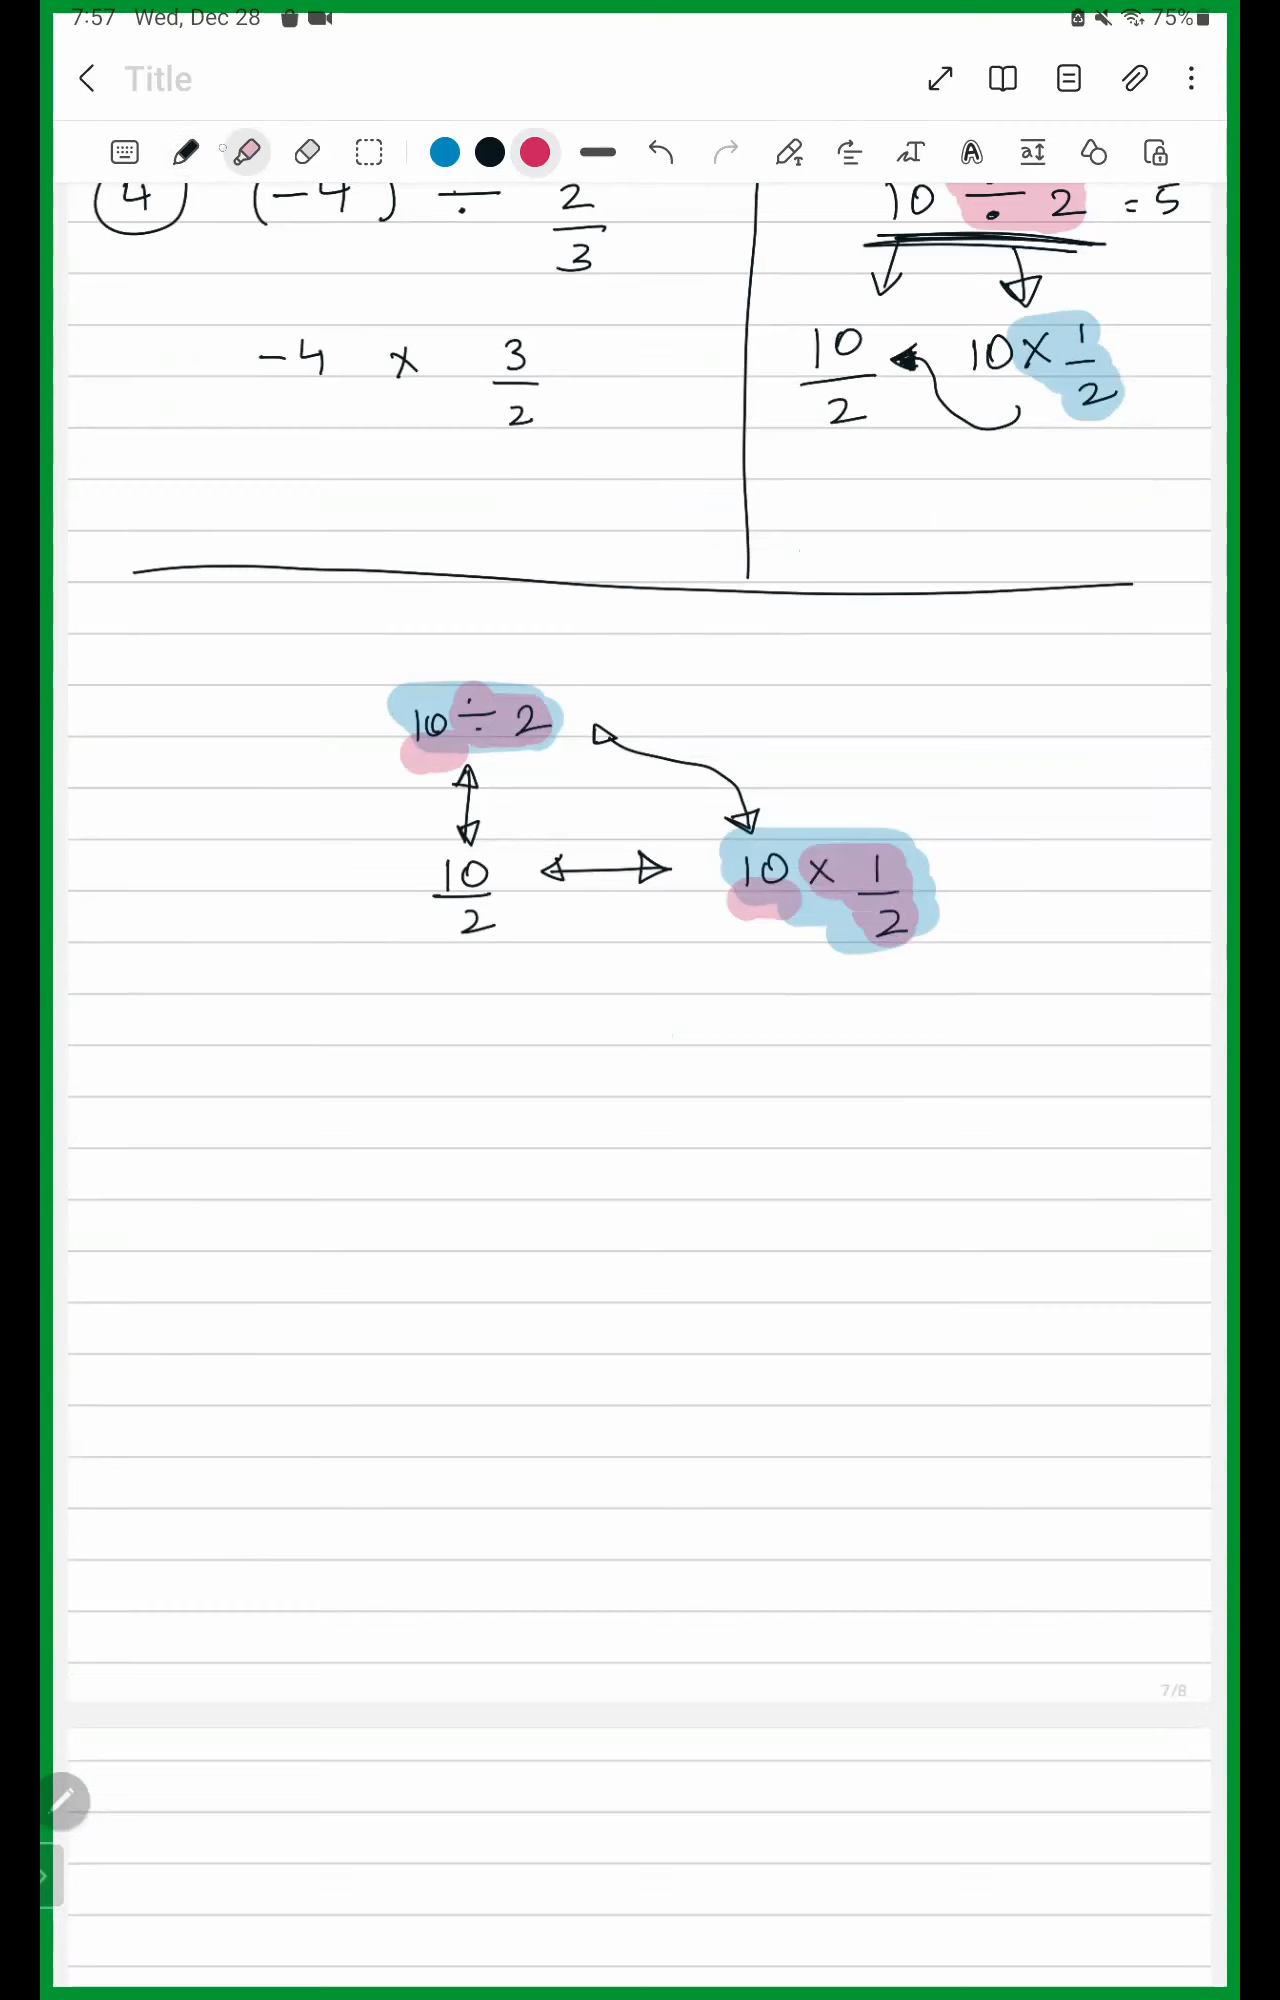 7:57 Wed, Dec 28 75%
Title
4 (-4) ÷ 2/3
10 ÷ 2 = 5
-4 × 3/2
10/2 10 × 1/2
10 ÷ 2
10/2 10 × 1/2
7/8